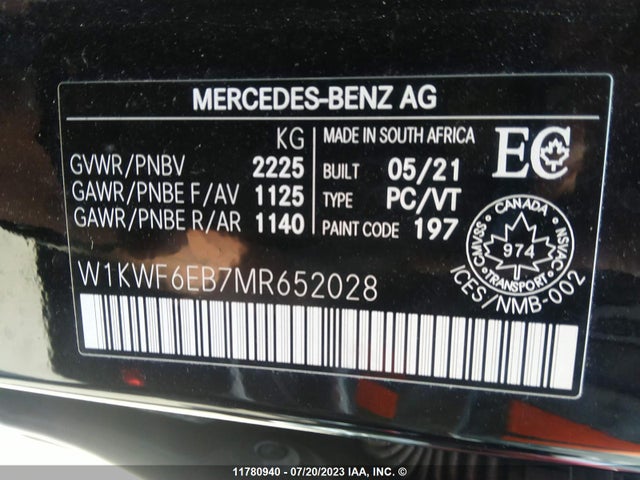 MERCEDES-BENZ AG
KG
GVWR/PNBV 2225
GAWR/PNBE F/AV 1125
GAWR/PNBE R/AR 1140
MADE IN SOUTH AFRICA
BUILT 05/21
TYPE PC/VT
PAINT CODE 197
EC
CANADA
CMVSS
NSVAC
974
TRANSPORT
ICES/NMB-002
W1KWF6EB7MR652028
11780940 - 07/20/2023 IAA, INC. ©